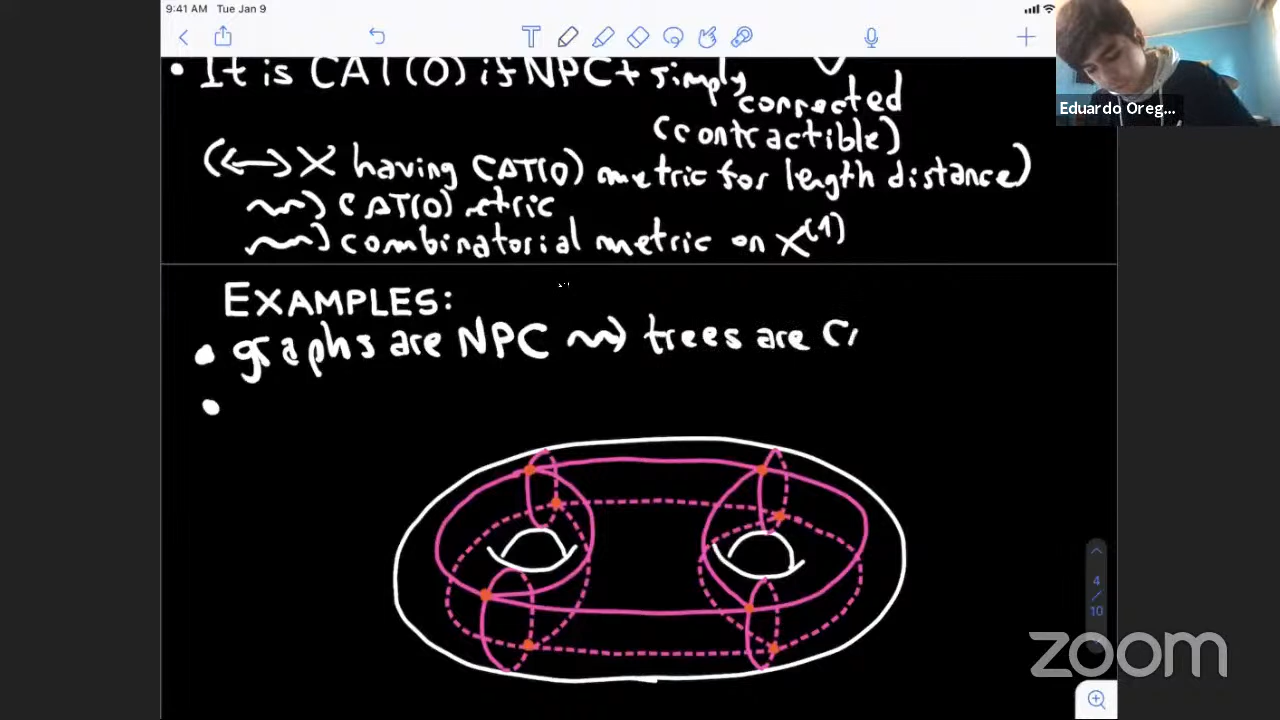 9:41 AM Tue Jan 9
• It is CAT(0) if NPC + simply
connected
(contractible)
(↔ X having CAT(0) metric for length distance)
⇝ CAT(0) etric
⇝ combinatorial metric on X⁽¹⁾
EXAMPLES:
• graphs are NPC ⇝ trees are CA
•
Eduardo Oreg...
4
/
10
zoom